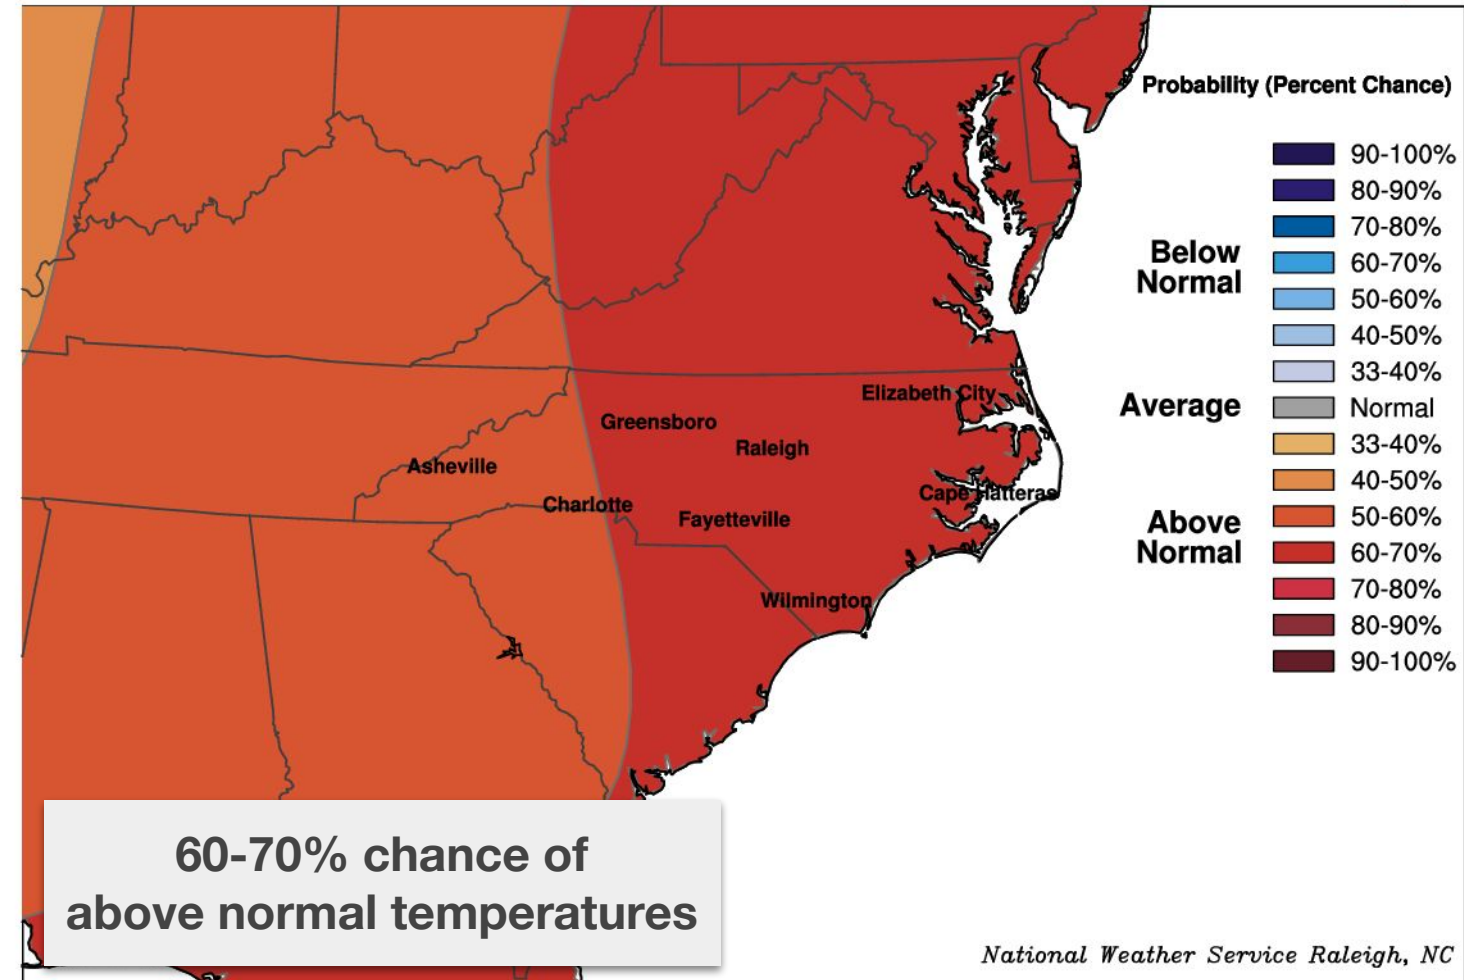 Probability (Percent Chance)
90-100%
80-90%
70-80%
Below
Normal
60-70%
50-60%
40-50%
33-40%
Average
Normal
33-40%
40-50%
Above
Normal
50-60%
60-70%
70-80%
80-90%
90-100%
Elizabeth City
Greensboro
Raleigh
Asheville
Cape Hatteras
Charlotte
Fayetteville
Wilmington
60-70% chance of
above normal temperatures
National Weather Service Raleigh, NC